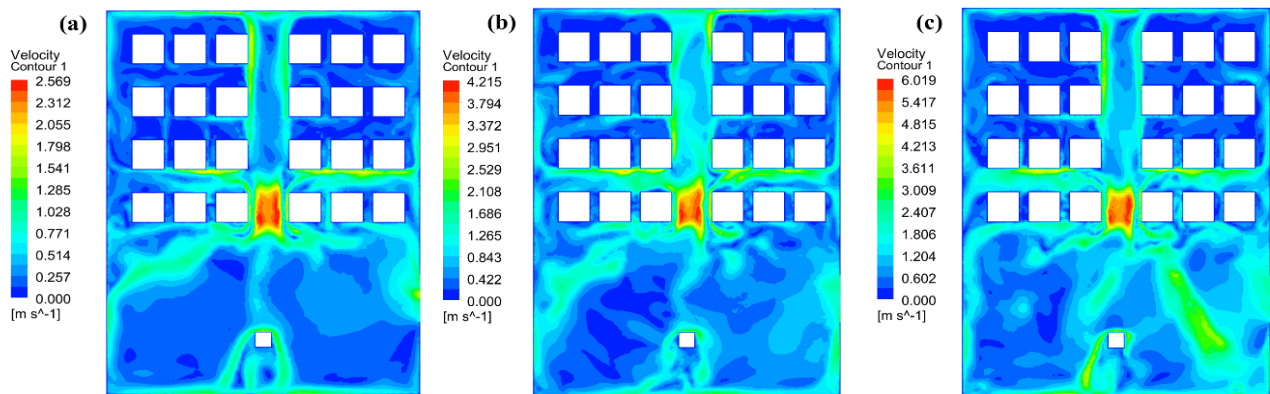 (a)
Velocity
Contour 1
2.569
2.312
2.055
1.798
1.541
1.285
1.028
0.771
0.514
0.257
0.000
[m s^-1]
(b)
Velocity
Contour 1
4.215
3.794
3.372
2.951
2.529
2.108
1.686
1.265
0.843
0.422
0.000
[m s^-1]
(c)
Velocity
Contour 1
6.019
5.417
4.815
4.213
3.611
3.009
2.407
1.806
1.204
0.602
0.000
[m s^-1]